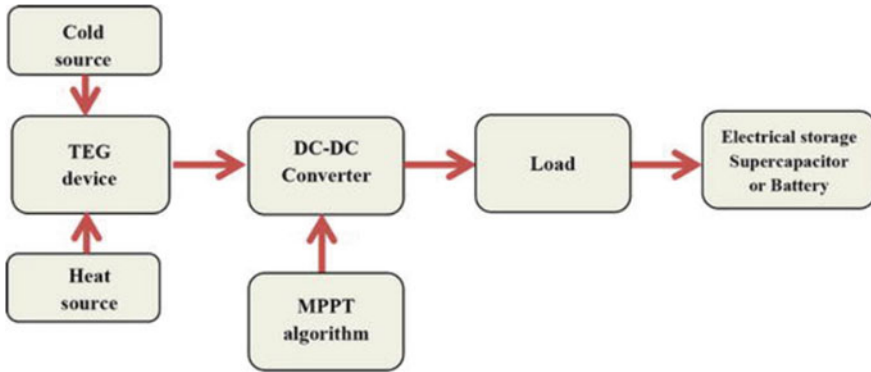 Cold
source
TEG
device
Heat
source
DC-DC
Converter
MPPT
algorithm
Load
Electrical storage
Supercapacitor
or Battery